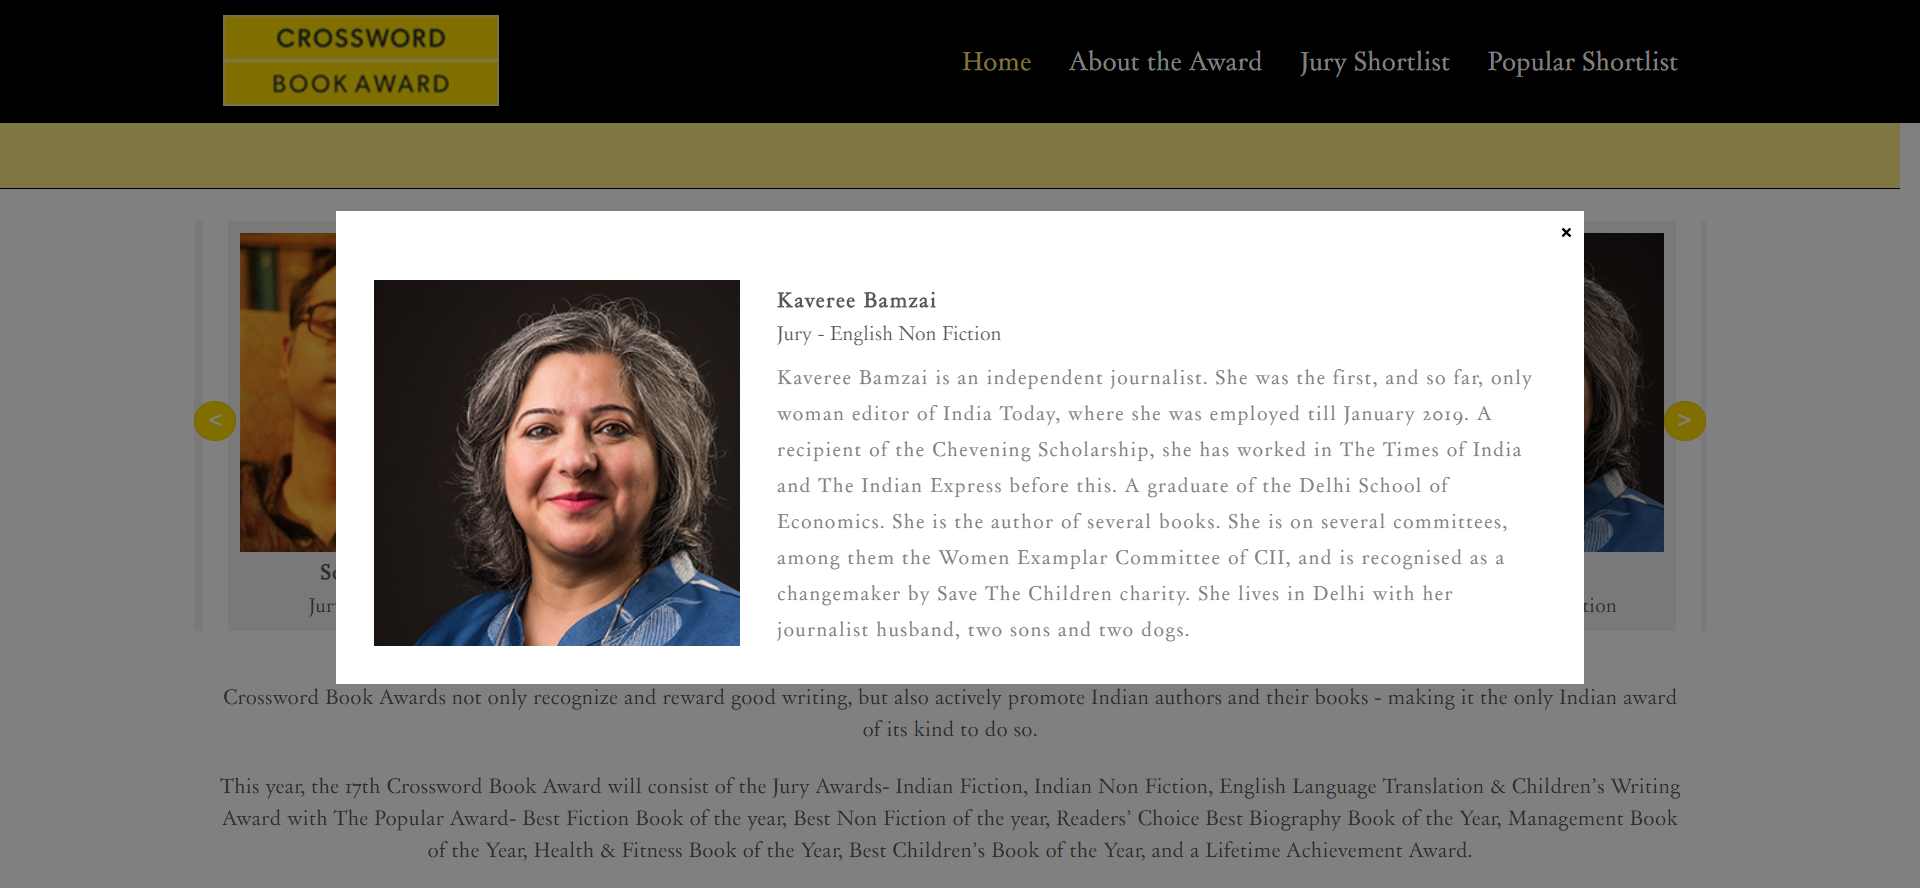 CROSSWORD
BOOK AWARD
Home
About the Award
Jury Shortlist
Popular Shortlist
×
Kaveree Bamzai
Jury - English Non Fiction
Kaveree Bamzai is an independent journalist. She was the first, and so far, only
woman editor of India Today, where she was employed till January 2019. A
recipient of the Chevening Scholarship, she has worked in The Times of India
and The Indian Express before this. A graduate of the Delhi School of
Economics. She is the author of several books. She is on several committees,
among them the Women Examplar Committee of CII, and is recognised as a
changemaker by Save The Children charity. She lives in Delhi with her
journalist husband, two sons and two dogs.
<
>
Crossword Book Awards not only recognize and reward good writing, but also actively promote Indian authors and their books - making it the only Indian award
of its kind to do so.
This year, the 17th Crossword Book Award will consist of the Jury Awards- Indian Fiction, Indian Non Fiction, English Language Translation & Children’s Writing
Award with The Popular Award- Best Fiction Book of the year, Best Non Fiction of the year, Readers’ Choice Best Biography Book of the Year, Management Book
of the Year, Health & Fitness Book of the Year, Best Children’s Book of the Year, and a Lifetime Achievement Award.